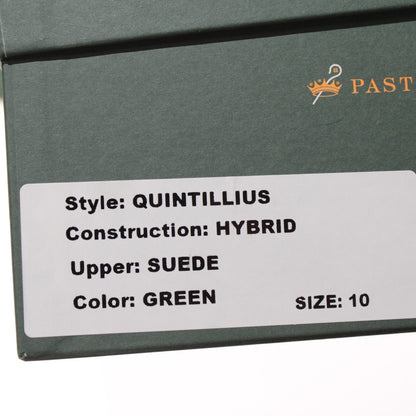 PAST
Style: QUINTILLIUS
Construction: HYBRID
Upper: SUEDE
Color: GREEN SIZE: 10